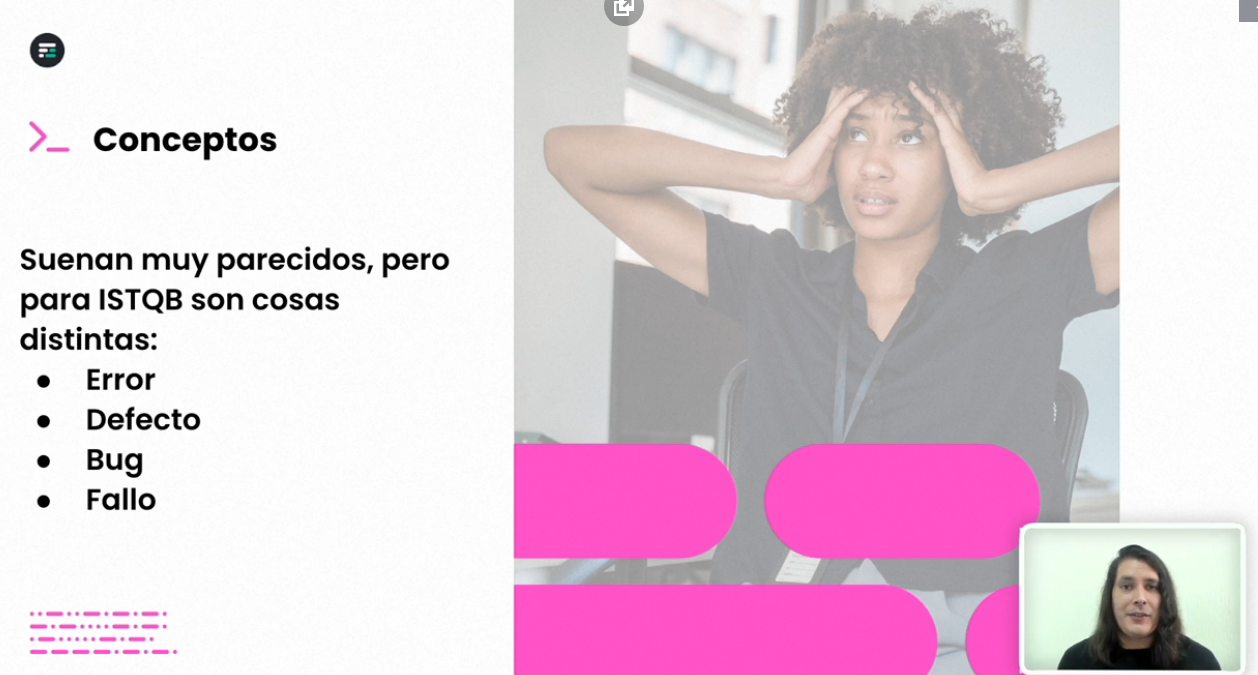 Conceptos
Suenan muy parecidos, pero
para ISTQB son cosas
distintas:
● Error
● Defecto
● Bug
● Fallo